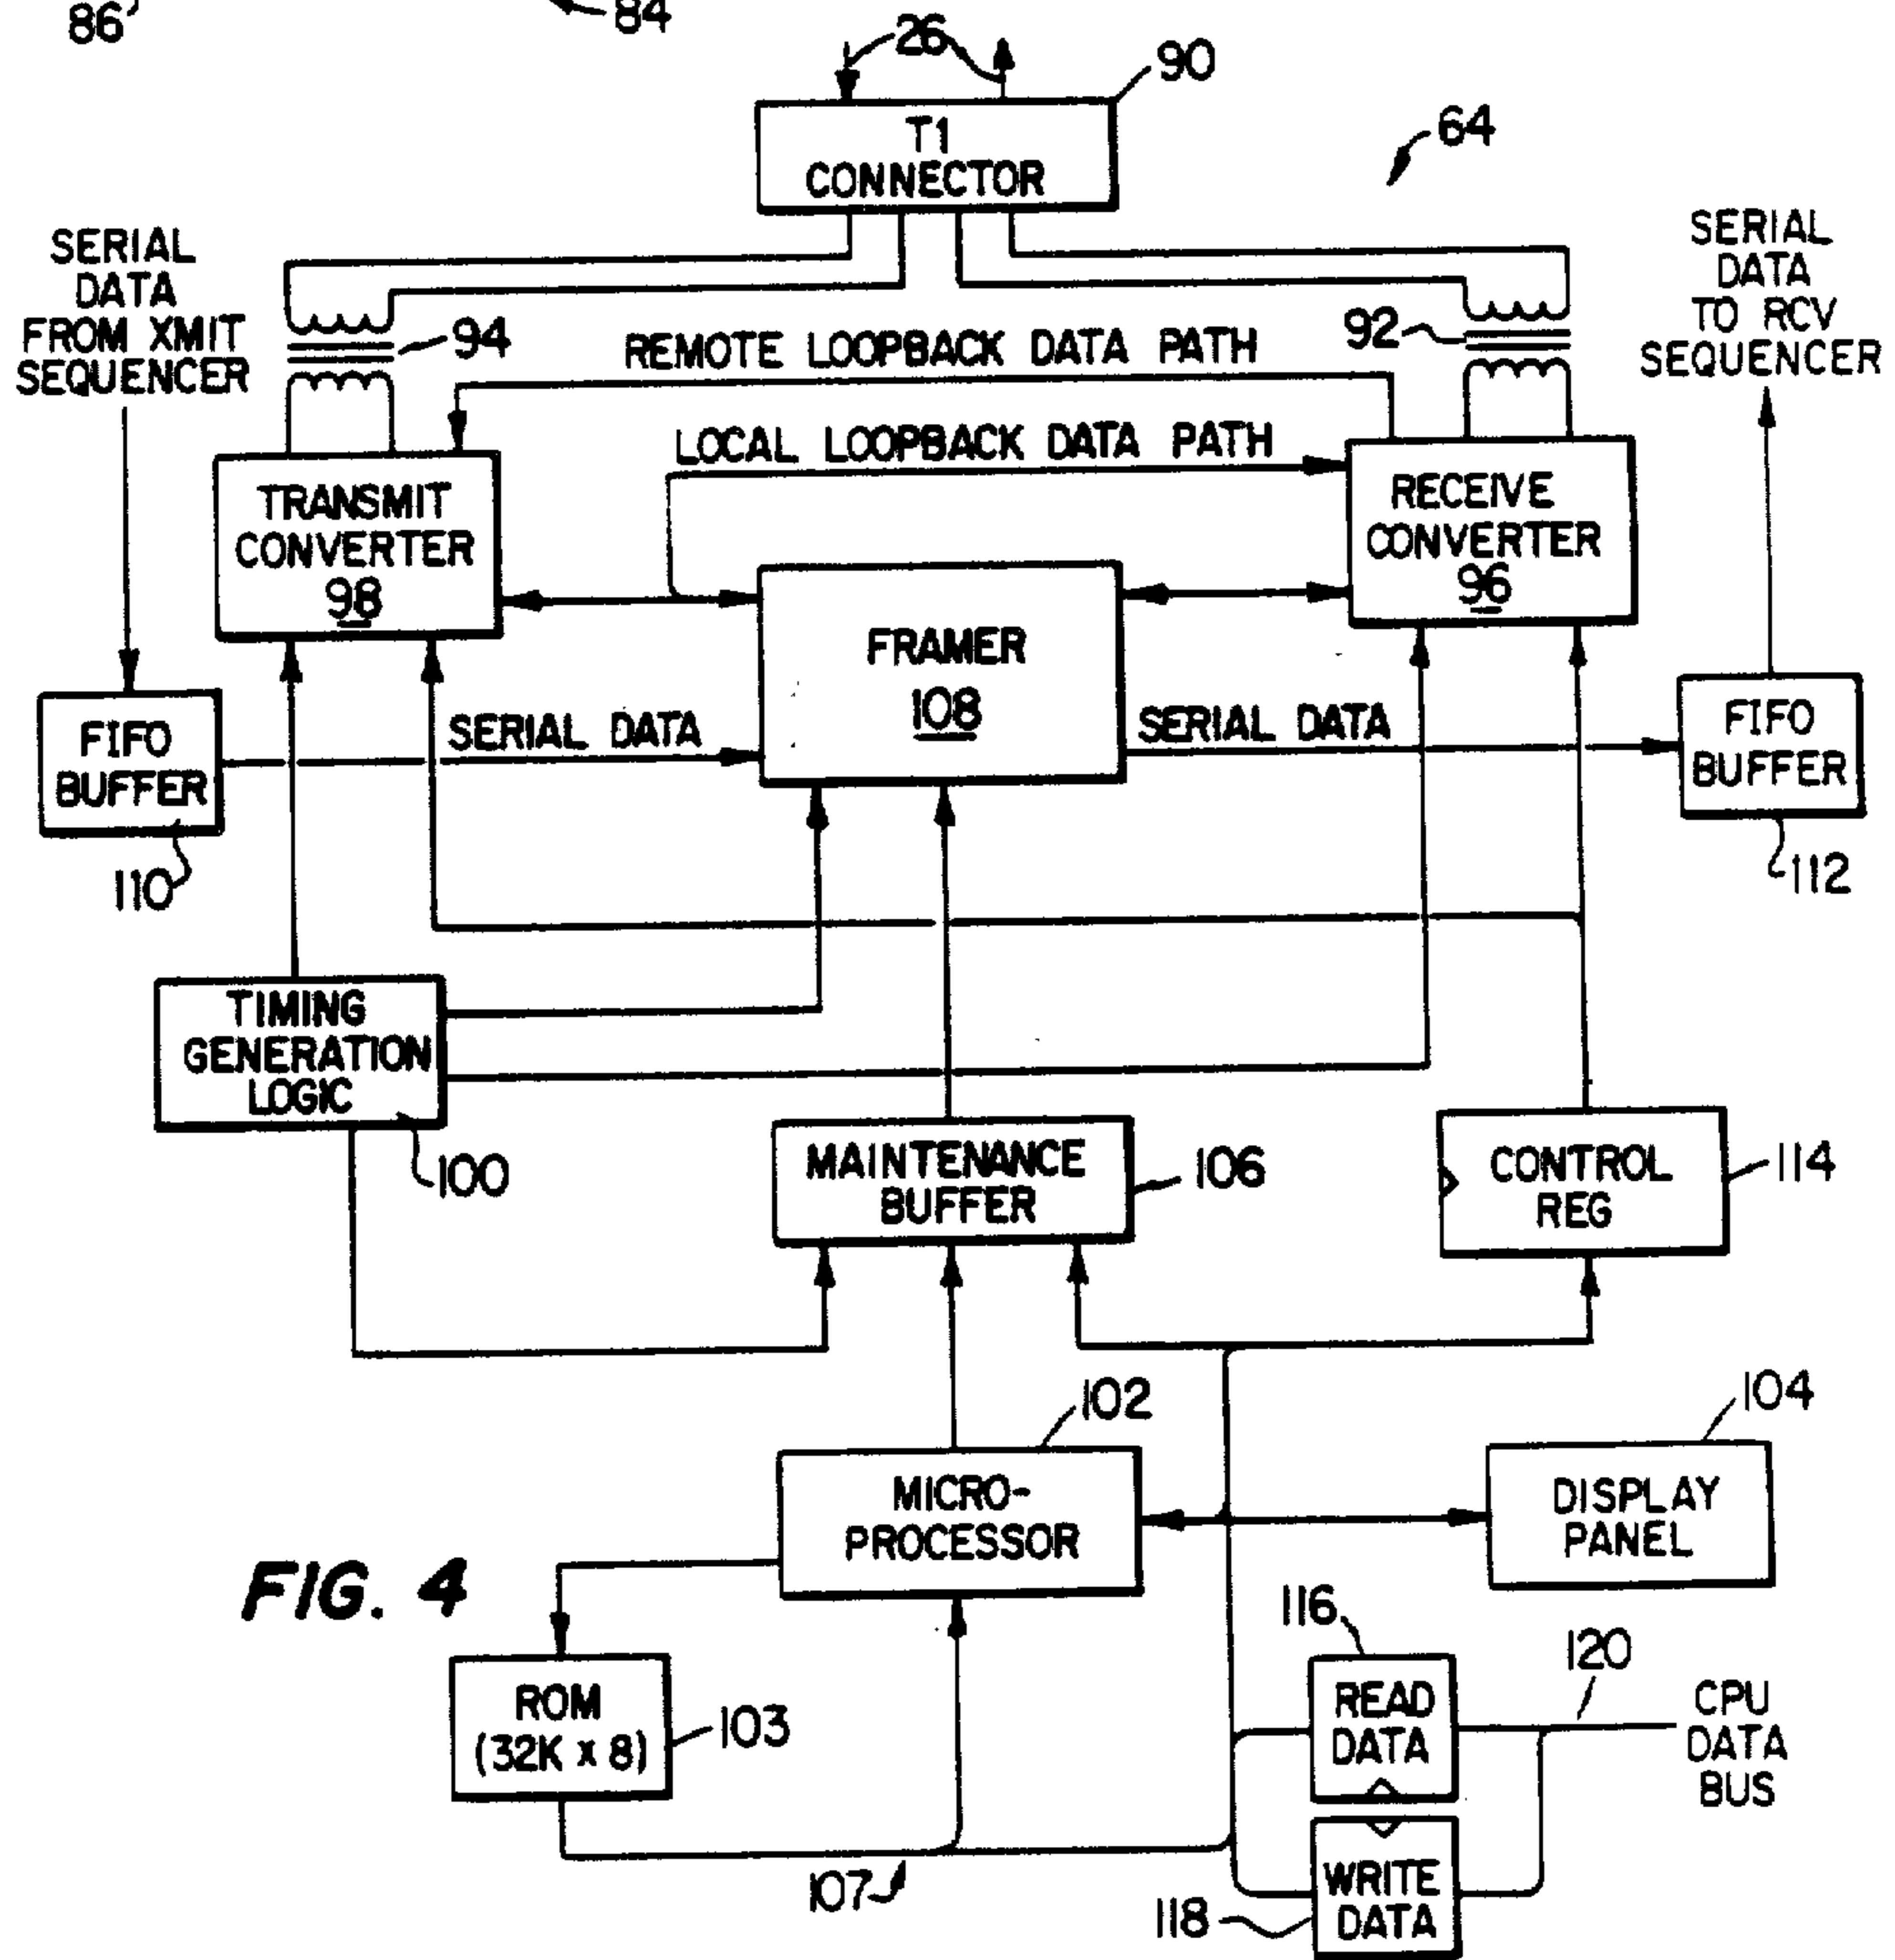 86
84
26
90
T1
CONNECTOR
64
SERIAL
DATA
FROM XMIT
SEQUENCER
94
REMOTE LOOPBACK DATA PATH
92
SERIAL
DATA
TO RCV
SEQUENCER
LOCAL LOOPBACK DATA PATH
TRANSMIT
CONVERTER
98
RECEIVE
CONVERTER
96
FRAMER
108
FIFO
BUFFER
110
SERIAL DATA
SERIAL DATA
FIFO
BUFFER
112
TIMING
GENERATION
LOGIC
100
MAINTENANCE
BUFFER
106
CONTROL
REG
114
102
MICRO-
PROCESSOR
104
DISPLAY
PANEL
FIG. 4
ROM
(32K x 8)
103
107
116
READ
DATA
120
CPU
DATA
BUS
118
WRITE
DATA